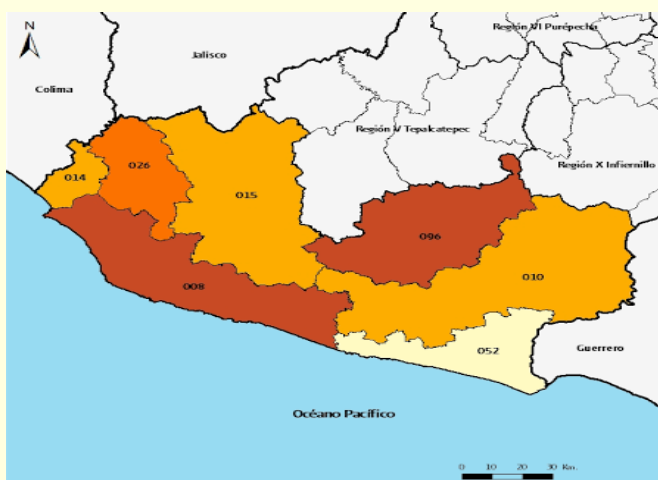 N
Región VI Purépecha
Jalisco
Colima
Región V Tepalcatepec
Región X Infiernillo
014
026
015
096
010
008
052
Guerrero
Océano Pacífico
0 10 20 30 Km.